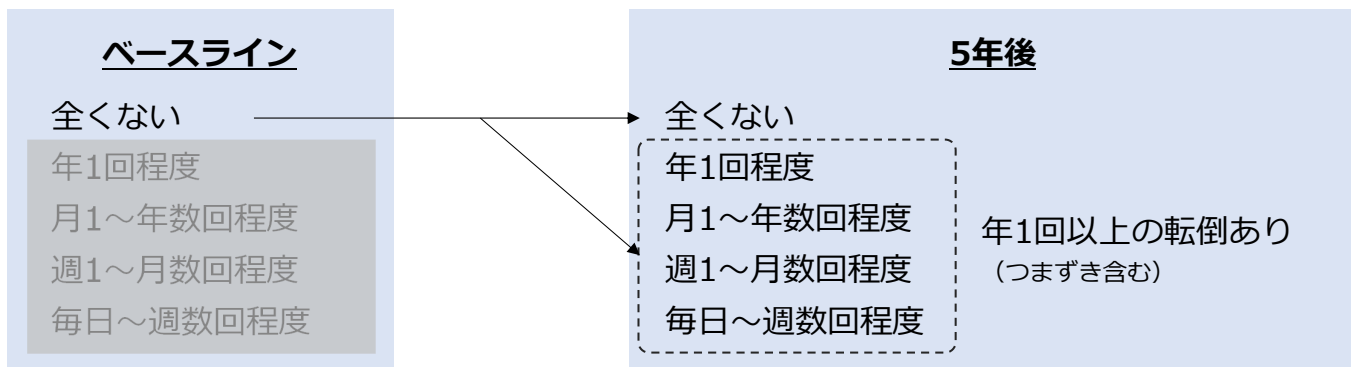 ベースライン
全くない
年1回程度
月1～年数回程度
週1～月数回程度
毎日～週数回程度
5年後
全くない
年1回程度
月1～年数回程度
週1～月数回程度
毎日～週数回程度
年1回以上の転倒あり
（つまずき含む）